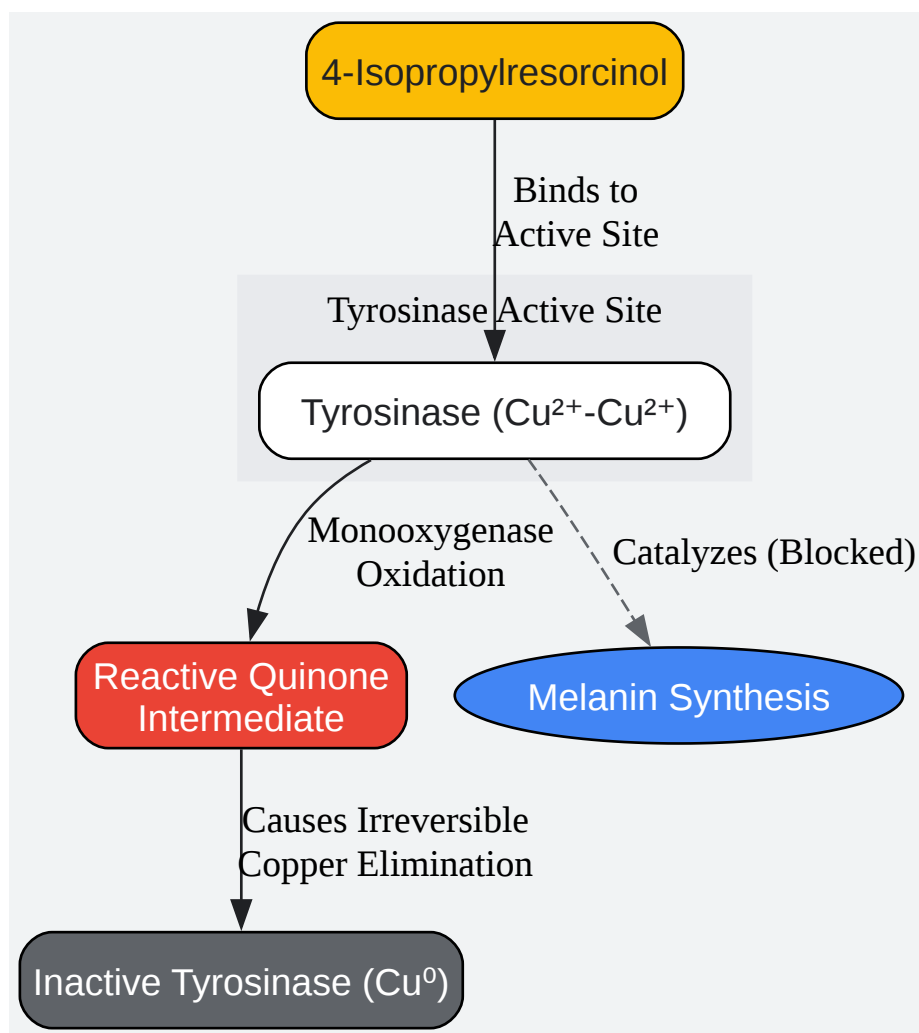 4-Isopropylresorcinol
Binds to
Active Site
Tyrosinase Active Site
Tyrosinase (Cu²⁺-Cu²⁺)
Monooxygenase
Oxidation
Catalyzes (Blocked)
Reactive Quinone
Intermediate
Melanin Synthesis
Causes Irreversible
Copper Elimination
Inactive Tyrosinase (Cu⁰)